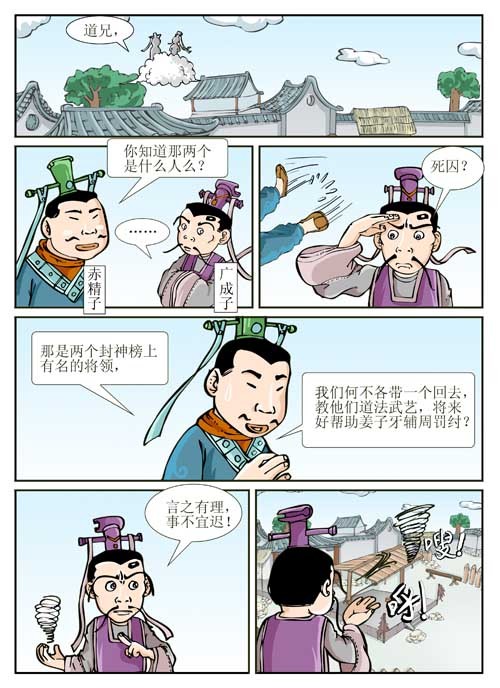 道兄，
你知道那两个
是什么人么？
……
赤精子
广成子
死囚？
那是两个封神榜上
有名的将领，
我们何不各带一个回去，
教他们道法武艺，将来
好帮助姜子牙辅周罚纣？
言之有理，
事不宜迟！
嗖！